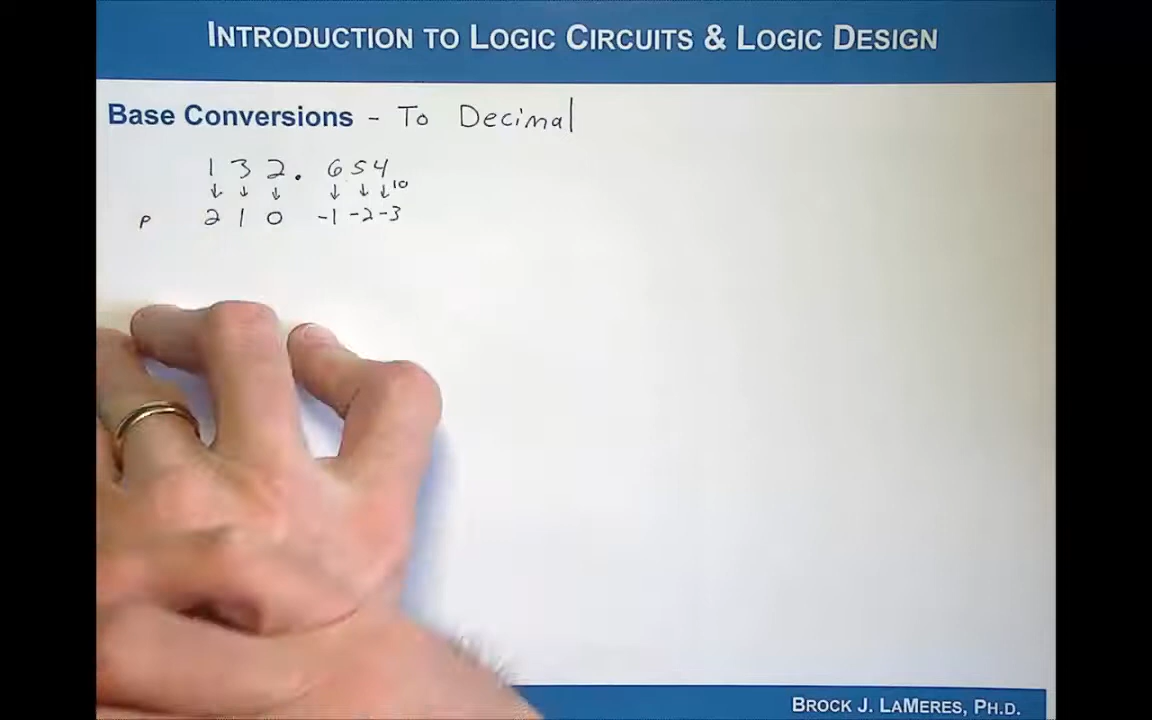 INTRODUCTION TO LOGIC CIRCUITS & LOGIC DESIGN
Base Conversions - To Decimal
1 3 2 . 6 5 4 10
↓ ↓ ↓ ↓ ↓ ↓
P 2 1 0 -1 -2 -3
BROCK J. LAMERES, PH.D.